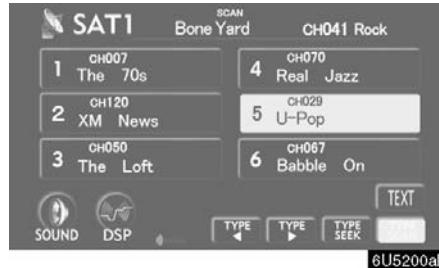 SAT1
SCAN
Bone Yard
CH041 Rock
1 CH007
The 70s
4 CH070
Real Jazz
2 CH120
XM News
5 CH029
U-Pop
3 CH050
The Loft
6 CH067
Babble On
TEXT
SOUND
DSP
TYPE
TYPE
TYPE
SEEK
6U5200a